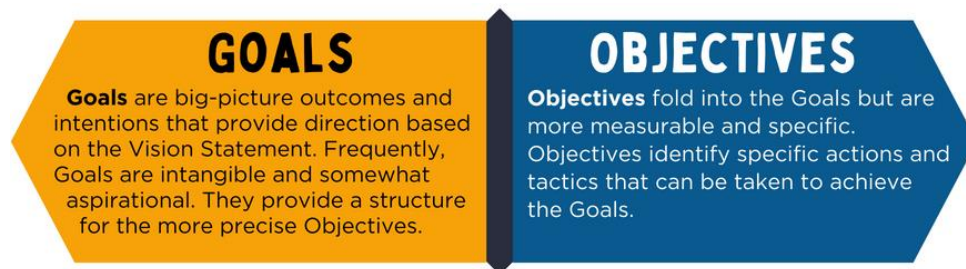 GOALS
Goals are big-picture outcomes and
intentions that provide direction based
on the Vision Statement. Frequently,
Goals are intangible and somewhat
aspirational. They provide a structure
for the more precise Objectives.
OBJECTIVES
Objectives fold into the Goals but are
more measurable and specific.
Objectives identify specific actions and
tactics that can be taken to achieve
the Goals.